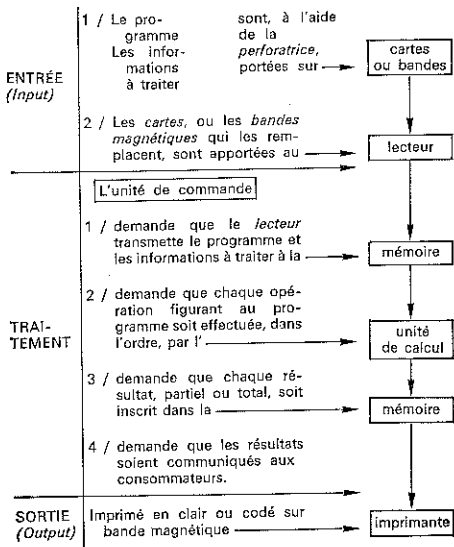 ENTRÉE
(Input)
1 / Le pro-
gramme
Les infor-
mations
à traiter
sont, à l'aide
de la
perforatrice,
portées sur
cartes
ou bandes
2 / Les cartes, ou les bandes
magnétiques qui les rem-
placent, sont apportées au
lecteur
TRAI-
TEMENT
L'unité de commande
1 / demande que le lecteur
transmette le programme et
les informations à traiter à la
mémoire
2 / demande que chaque opé-
ration figurant au pro-
gramme soit effectuée, dans
l'ordre, par l'
unité
de calcul
3 / demande que chaque ré-
sultat, partiel ou total, soit
inscrit dans la
mémoire
4 / demande que les résultats
soient communiqués aux
consommateurs.
SORTIE
(Output)
Imprimé en clair ou codé sur
bande magnétique
imprimante